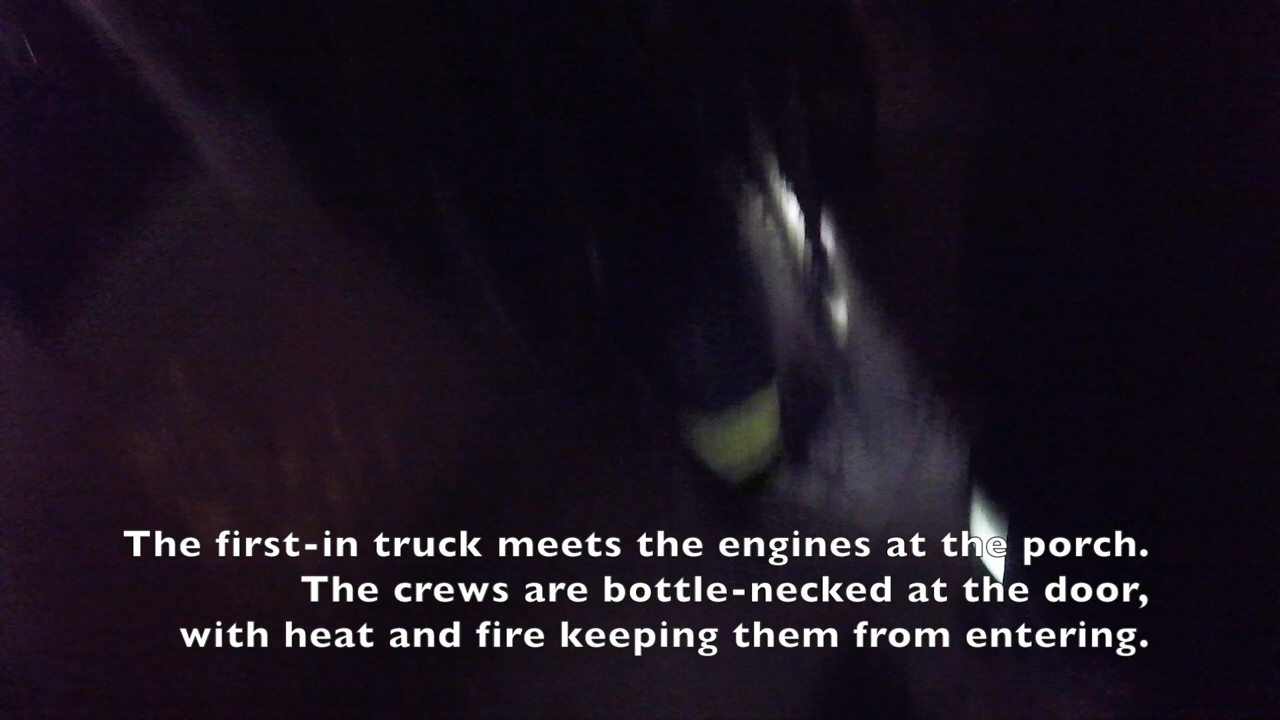 The first-in truck meets the engines at the porch.
The crews are bottle-necked at the door,
with heat and fire keeping them from entering.